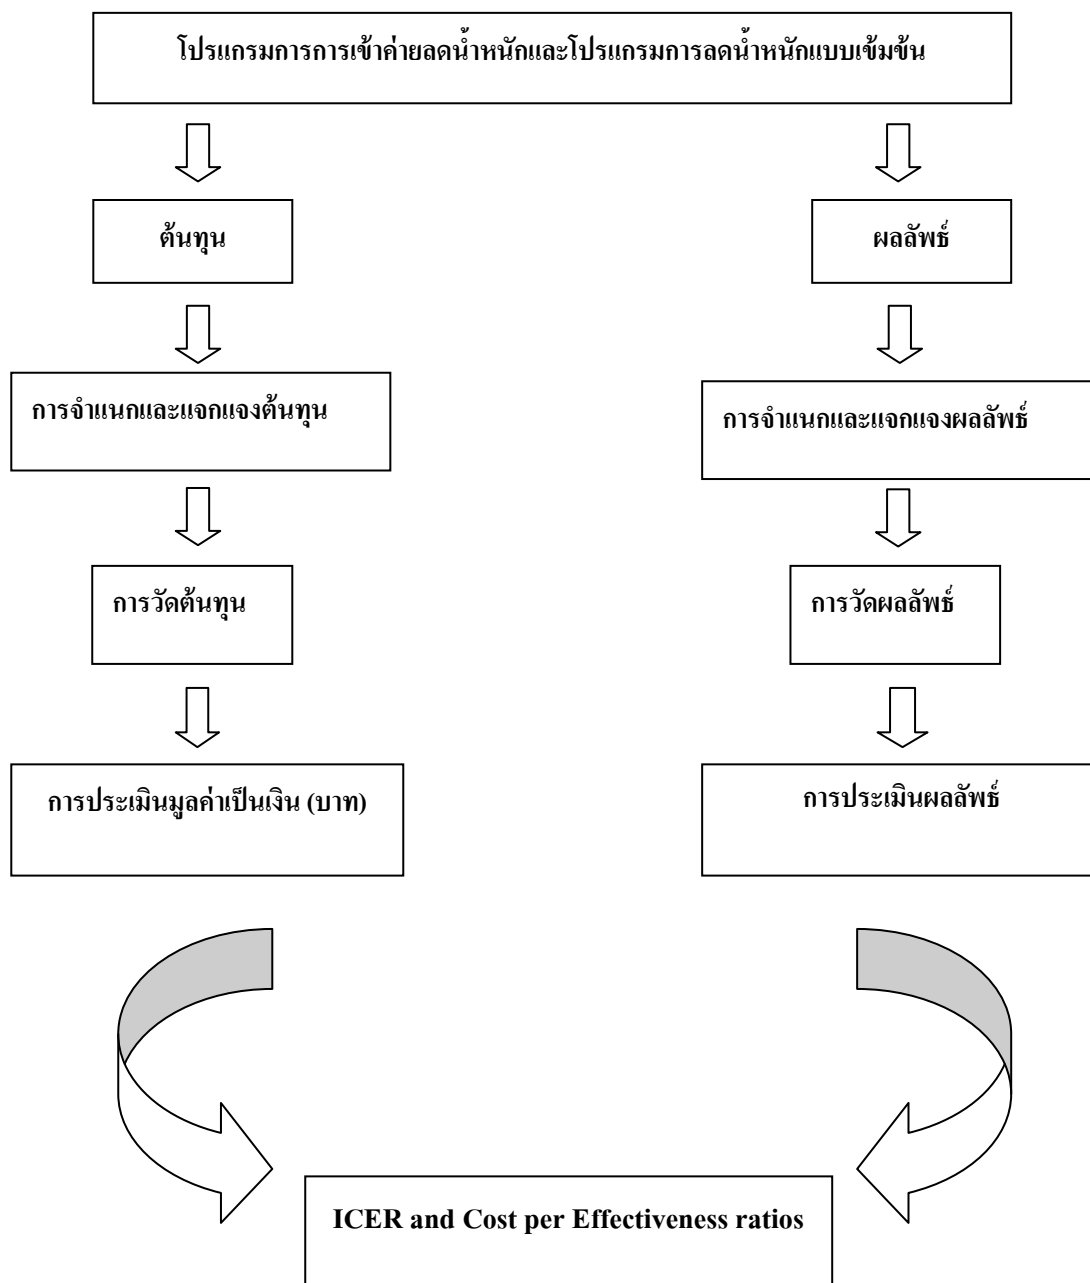 โปรแกรมการการเข้าค่ายลดน้ำหนักและโปรแกรมการลดน้ำหนักแบบเข้มข้น
ต้นทุน
ผลลัพธ์
การจำแนกและแจกแจงต้นทุน
การจำแนกและแจกแจงผลลัพธ์
การวัดต้นทุน
การวัดผลลัพธ์
การประเมินมูลค่าเป็นเงิน (บาท)
การประเมินผลลัพธ์
ICER and Cost per Effectiveness ratios